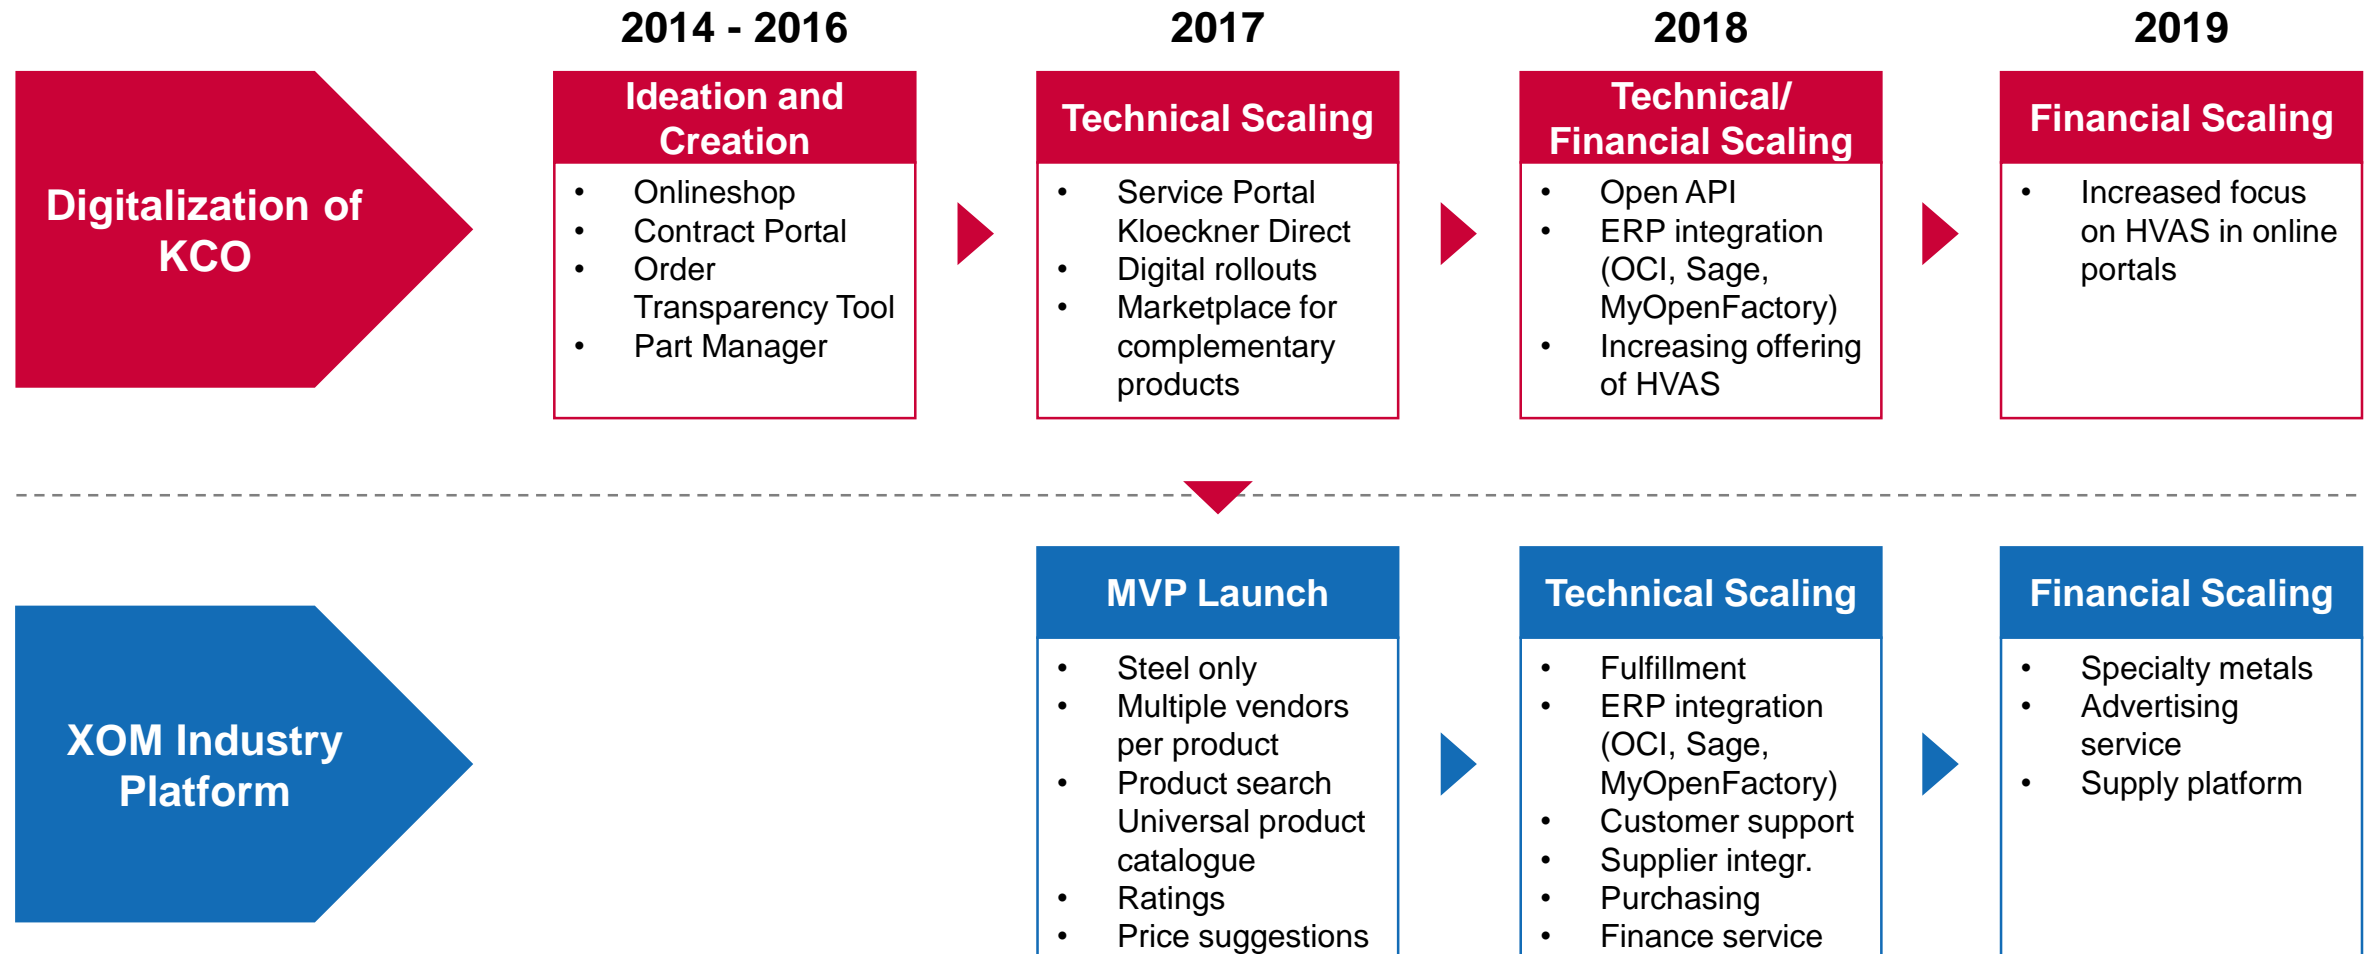 2014 - 2016
2017
2018
2019
Digitalization of
KCO
Ideation and
Creation
• Onlineshop
• Contract Portal
• Order
Transparency Tool
• Part Manager
Technical Scaling
• Service Portal
Kloeckner Direct
• Digital rollouts
• Marketplace for
complementary
products
Technical/
Financial Scaling
• Open API
• ERP integration
(OCI, Sage,
MyOpenFactory)
• Increasing offering
of HVAS
Financial Scaling
• Increased focus
on HVAS in online
portals
XOM Industry
Platform
MVP Launch
• Steel only
• Multiple vendors
per product
• Product search
Universal product
catalogue
• Ratings
• Price suggestions
Technical Scaling
• Fulfillment
• ERP integration
(OCI, Sage,
MyOpenFactory)
• Customer support
• Supplier integr.
• Purchasing
• Finance service
Financial Scaling
• Specialty metals
• Advertising
service
• Supply platform